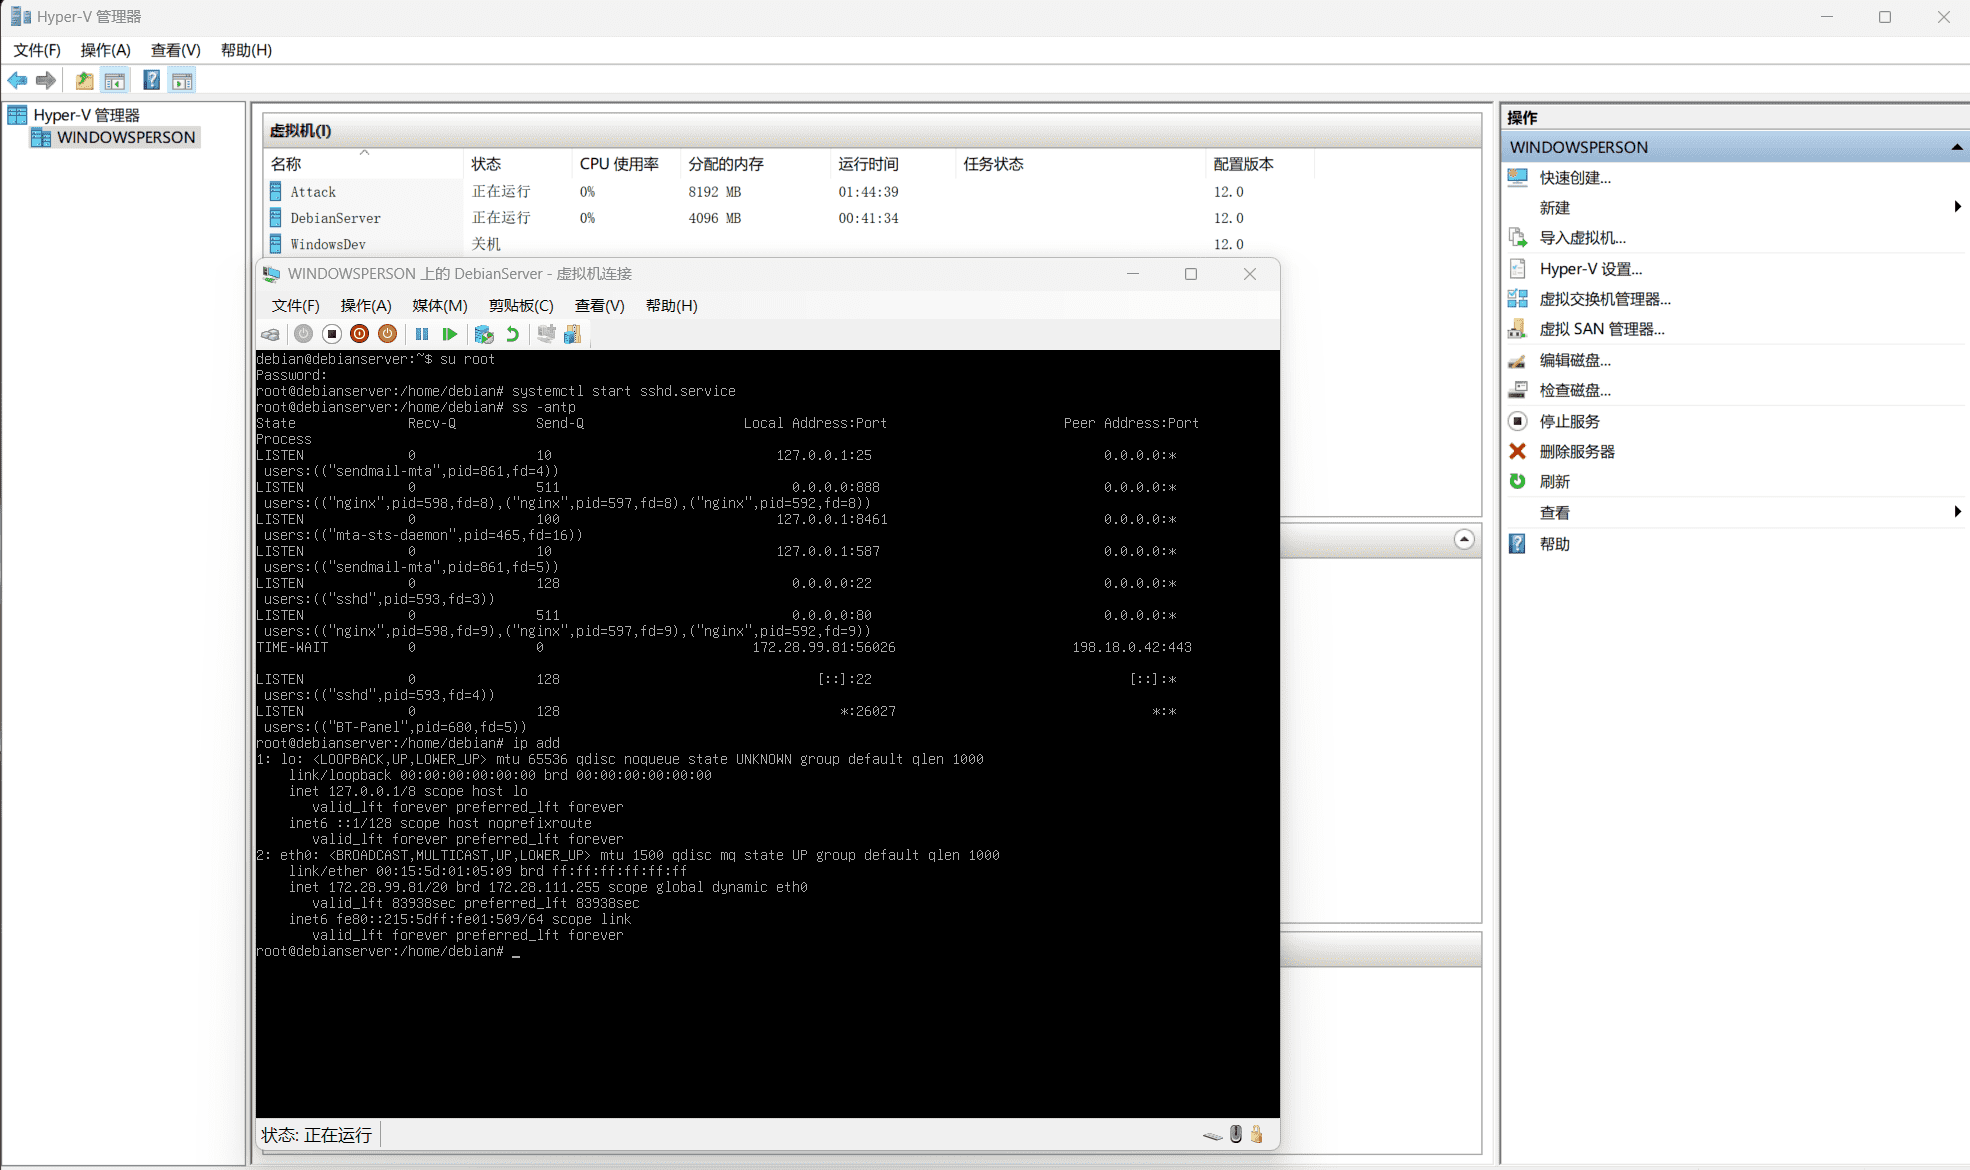 Hyper-V 管理器
文件(F) 操作(A) 查看(V) 帮助(H)
Hyper-V 管理器
WINDOWSPERSON
虚拟机(I)
名称 状态 CPU 使用率 分配的内存 运行时间 任务状态 配置版本
Attack 正在运行 0% 8192 MB 01:44:39 12.0
DebianServer 正在运行 0% 4096 MB 00:41:34 12.0
WindowsDev 关机 12.0
WINDOWSPERSON 上的 DebianServer - 虚拟机连接
文件(F) 操作(A) 媒体(M) 剪贴板(C) 查看(V) 帮助(H)
debian@debianserver:~$ su root
Password:
root@debianserver:/home/debian# systemctl start sshd.service
root@debianserver:/home/debian# ss -antp
State Recv-Q Send-Q Local Address:Port Peer Address:Port
Process
LISTEN 0 10 127.0.0.1:25 0.0.0.0:*
users:(("sendmail-mta",pid=861,fd=4))
LISTEN 0 511 0.0.0.0:888 0.0.0.0:*
users:(("nginx",pid=598,fd=8),("nginx",pid=597,fd=8),("nginx",pid=592,fd=8))
LISTEN 0 100 127.0.0.1:8461 0.0.0.0:*
users:(("mta-sts-daemon",pid=465,fd=16))
LISTEN 0 10 127.0.0.1:587 0.0.0.0:*
users:(("sendmail-mta",pid=861,fd=5))
LISTEN 0 128 0.0.0.0:22 0.0.0.0:*
users:(("sshd",pid=593,fd=3))
LISTEN 0 511 0.0.0.0:80 0.0.0.0:*
users:(("nginx",pid=598,fd=9),("nginx",pid=597,fd=9),("nginx",pid=592,fd=9))
TIME-WAIT 0 0 172.28.99.81:56026 198.18.0.42:443
LISTEN 0 128 [::]:22 [::]:*
users:(("sshd",pid=593,fd=4))
LISTEN 0 128 *:26027 *:*
users:(("BT-Panel",pid=680,fd=5))
root@debianserver:/home/debian# ip add
1: lo: <LOOPBACK,UP,LOWER_UP> mtu 65536 qdisc noqueue state UNKNOWN group default qlen 1000
link/loopback 00:00:00:00:00:00 brd 00:00:00:00:00:00
inet 127.0.0.1/8 scope host lo
valid_lft forever preferred_lft forever
inet6 ::1/128 scope host noprefixroute
valid_lft forever preferred_lft forever
2: eth0: <BROADCAST,MULTICAST,UP,LOWER_UP> mtu 1500 qdisc mq state UP group default qlen 1000
link/ether 00:15:5d:01:05:09 brd ff:ff:ff:ff:ff:ff
inet 172.28.99.81/20 brd 172.28.111.255 scope global dynamic eth0
valid_lft 83938sec preferred_lft 83938sec
inet6 fe80::215:5dff:fe01:509/64 scope link
valid_lft forever preferred_lft forever
root@debianserver:/home/debian# _
状态: 正在运行
操作
WINDOWSPERSON
快速创建...
新建
导入虚拟机...
Hyper-V 设置...
虚拟交换机管理器...
虚拟 SAN 管理器...
编辑磁盘...
检查磁盘...
停止服务
删除服务器
刷新
查看
帮助